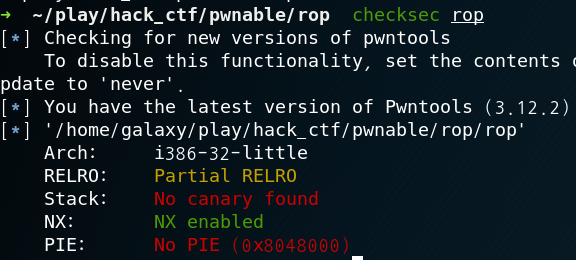 → ~/play/hack_ctf/pwnable/rop checksec rop
[*] Checking for new versions of pwntools
To disable this functionality, set the contents
pdate to 'never'.
[*] You have the latest version of Pwntools (3.12.2)
[*] '/home/galaxy/play/hack_ctf/pwnable/rop/rop'
Arch: i386-32-little
RELRO: Partial RELRO
Stack: No canary found
NX: NX enabled
PIE: No PIE (0x8048000)